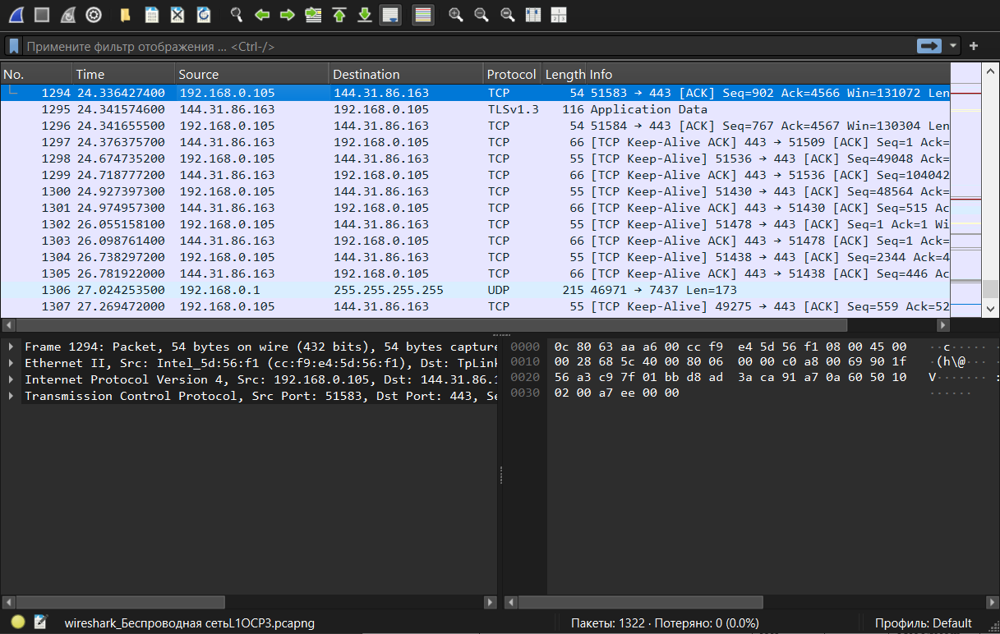 Примените фильтр отображения ... <Ctrl-/>
No. Time Source Destination Protocol Length Info
1294 24.336427400 192.168.0.105 144.31.86.163 TCP 54 51583 → 443 [ACK] Seq=902 Ack=4566 Win=131072 Len
1295 24.341574600 144.31.86.163 192.168.0.105 TLSv1.3 116 Application Data
1296 24.341655500 192.168.0.105 144.31.86.163 TCP 54 51584 → 443 [ACK] Seq=767 Ack=4567 Win=130304 Len
1297 24.376375700 144.31.86.163 192.168.0.105 TCP 66 [TCP Keep-Alive ACK] 443 → 51509 [ACK] Seq=1 Ack=
1298 24.674735200 192.168.0.105 144.31.86.163 TCP 55 [TCP Keep-Alive] 51536 → 443 [ACK] Seq=49048 Ack=
1299 24.718777200 144.31.86.163 192.168.0.105 TCP 66 [TCP Keep-Alive ACK] 443 → 51536 [ACK] Seq=104042
1300 24.927397300 192.168.0.105 144.31.86.163 TCP 55 [TCP Keep-Alive] 51430 → 443 [ACK] Seq=48564 Ack=
1301 24.974957300 144.31.86.163 192.168.0.105 TCP 66 [TCP Keep-Alive ACK] 443 → 51430 [ACK] Seq=515 Ac
1302 26.055158100 192.168.0.105 144.31.86.163 TCP 55 [TCP Keep-Alive] 51478 → 443 [ACK] Seq=1 Ack=1 Wi
1303 26.098761400 144.31.86.163 192.168.0.105 TCP 66 [TCP Keep-Alive ACK] 443 → 51478 [ACK] Seq=1 Ack=
1304 26.738297200 192.168.0.105 144.31.86.163 TCP 55 [TCP Keep-Alive] 51438 → 443 [ACK] Seq=2344 Ack=4
1305 26.781922000 144.31.86.163 192.168.0.105 TCP 66 [TCP Keep-Alive ACK] 443 → 51438 [ACK] Seq=446 Ac
1306 27.024253500 192.168.0.1 255.255.255.255 UDP 215 46971 → 7437 Len=173
1307 27.269472000 192.168.0.105 144.31.86.163 TCP 55 [TCP Keep-Alive] 49275 → 443 [ACK] Seq=559 Ack=52
Frame 1294: Packet, 54 bytes on wire (432 bits), 54 bytes capture
Ethernet II, Src: Intel_5d:56:f1 (cc:f9:e4:5d:56:f1), Dst: TpLink
Internet Protocol Version 4, Src: 192.168.0.105, Dst: 144.31.86.1
Transmission Control Protocol, Src Port: 51583, Dst Port: 443, Se
0000 0c 80 63 aa a6 00 cc f9 e4 5d 56 f1 08 00 45 00 ··c·····
0010 00 28 68 5c 40 00 80 06 00 00 c0 a8 00 69 90 1f ·(h\@···
0020 56 a3 c9 7f 01 bb d8 ad 3a ca 91 a7 0a 60 50 10 V······· :
0030 02 00 a7 ee 00 00 ······
wireshark_Беспроводная сетьL1OCP3.pcapng Пакеты: 1322 · Потеряно: 0 (0.0%) Профиль: Default